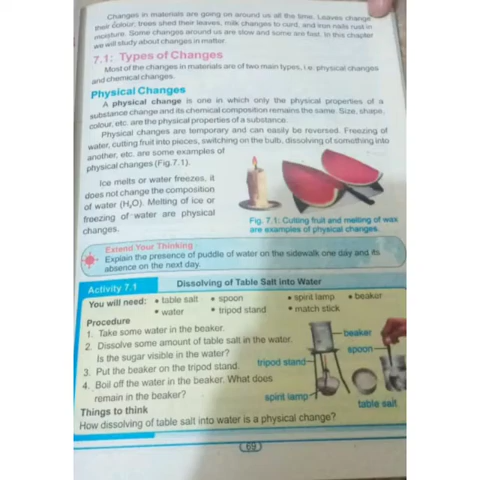 Changes in materials are going on around us all the time. Leaves change
their colour, trees shed their leaves, milk changes to curd, and iron nails rust in
moisture. Some changes around us are slow and some are fast. In this chapter
we will study about changes in matter.
7.1: Types of Changes
Most of the changes in materials are of two main types, i.e. physical changes
and chemical changes.
Physical Changes
A physical change is one in which only the physical properties of a
substance change and its chemical composition remains the same. Size, shape,
colour, etc. are the physical properties of a substance.
Physical changes are temporary and can easily be reversed. Freezing of
water, cutting fruit into pieces, switching on the bulb, dissolving of something into
another, etc. are some examples of
physical changes (Fig.7.1).
Ice melts or water freezes, it
does not change the composition
of water (H₂O). Melting of ice or
freezing of water are physical
changes.
Fig. 7.1: Cutting fruit and melting of wax
are examples of physical changes.
Extend Your Thinking
Explain the presence of puddle of water on the sidewalk one day and its
absence on the next day.
Activity 7.1
Dissolving of Table Salt into Water
You will need: • table salt • spoon • spirit lamp • beaker
• water • tripod stand • match stick
Procedure
1. Take some water in the beaker.
2. Dissolve some amount of table salt in the water.
Is the sugar visible in the water?
3. Put the beaker on the tripod stand.
4. Boil off the water in the beaker. What does
remain in the beaker?
beaker
spoon
tripod stand
spirit lamp
table salt
Things to think
How dissolving of table salt into water is a physical change?
69